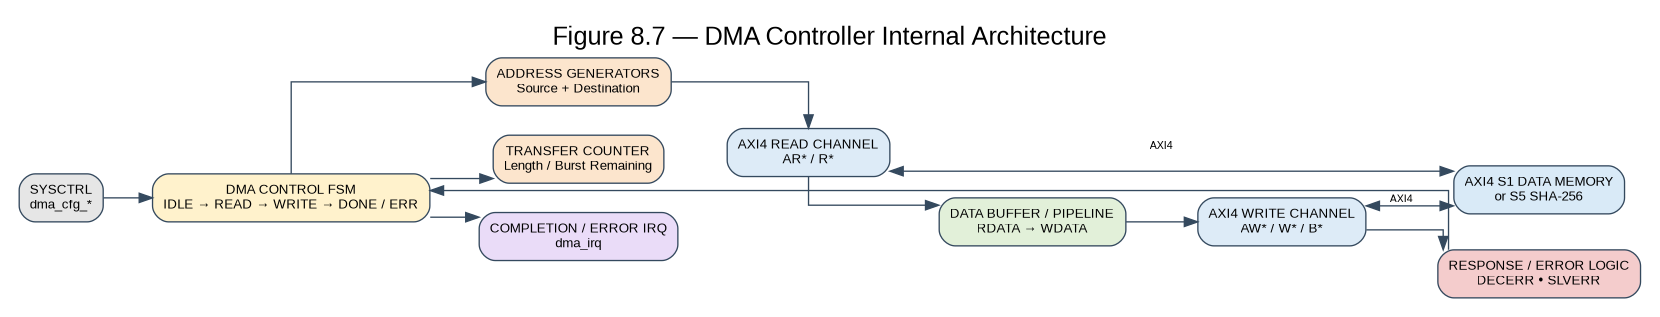 Figure 8.7 — DMA Controller Internal Architecture
ADDRESS GENERATORS
Source + Destination
TRANSFER COUNTER
Length / Burst Remaining
AXI4 READ CHANNEL
AR* / R*
AXI4
SYSCTRL
dma_cfg_*
DMA CONTROL FSM
IDLE → READ → WRITE → DONE / ERR
AXI4 S1 DATA MEMORY
or S5 SHA-256
AXI4
COMPLETION / ERROR IRQ
dma_irq
DATA BUFFER / PIPELINE
RDATA → WDATA
AXI4 WRITE CHANNEL
AW* / W* / B*
RESPONSE / ERROR LOGIC
DECERR • SLVERR